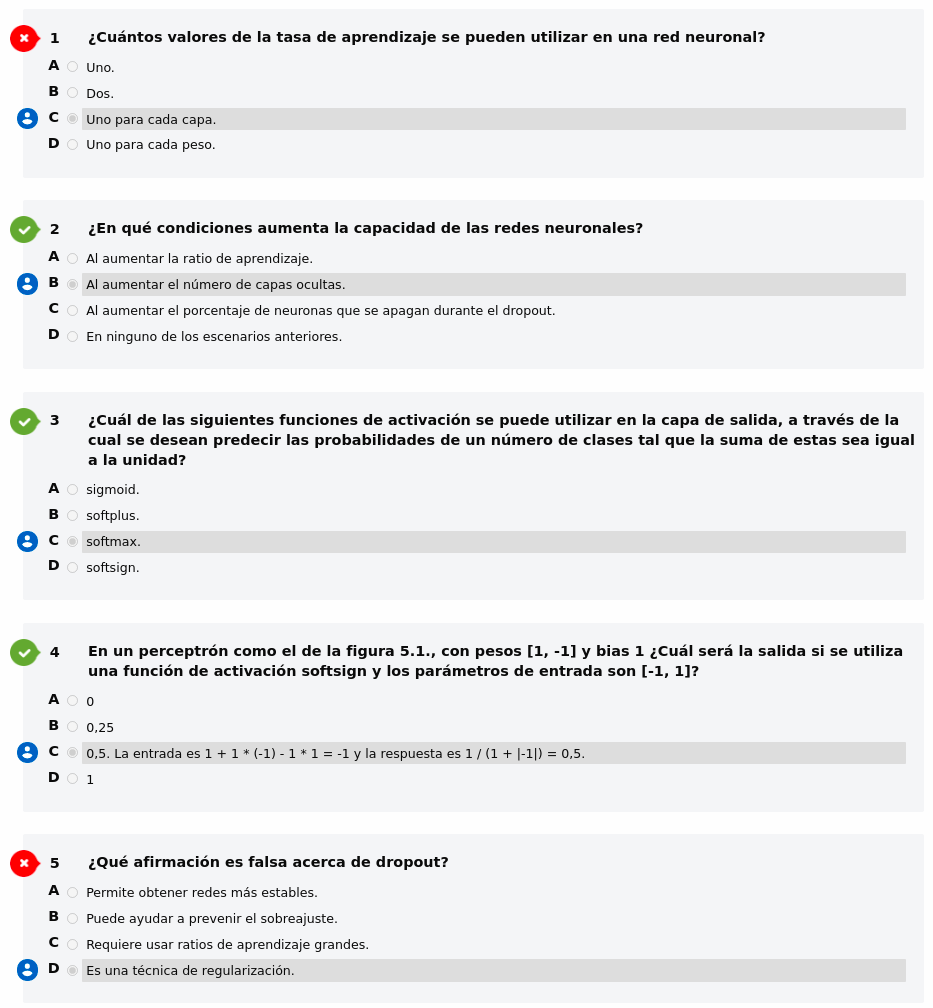 1 ¿Cuántos valores de la tasa de aprendizaje se pueden utilizar en una red neuronal?
A Uno.
B Dos.
C Uno para cada capa.
D Uno para cada peso.
2 ¿En qué condiciones aumenta la capacidad de las redes neuronales?
A Al aumentar la ratio de aprendizaje.
B Al aumentar el número de capas ocultas.
C Al aumentar el porcentaje de neuronas que se apagan durante el dropout.
D En ninguno de los escenarios anteriores.
3 ¿Cuál de las siguientes funciones de activación se puede utilizar en la capa de salida, a través de la
cual se desean predecir las probabilidades de un número de clases tal que la suma de estas sea igual
a la unidad?
A sigmoid.
B softplus.
C softmax.
D softsign.
4 En un perceptrón como el de la figura 5.1., con pesos [1, -1] y bias 1 ¿Cuál será la salida si se utiliza
una función de activación softsign y los parámetros de entrada son [-1, 1]?
A 0
B 0,25
C 0,5. La entrada es 1 + 1 * (-1) - 1 * 1 = -1 y la respuesta es 1 / (1 + |-1|) = 0,5.
D 1
5 ¿Qué afirmación es falsa acerca de dropout?
A Permite obtener redes más estables.
B Puede ayudar a prevenir el sobreajuste.
C Requiere usar ratios de aprendizaje grandes.
D Es una técnica de regularización.